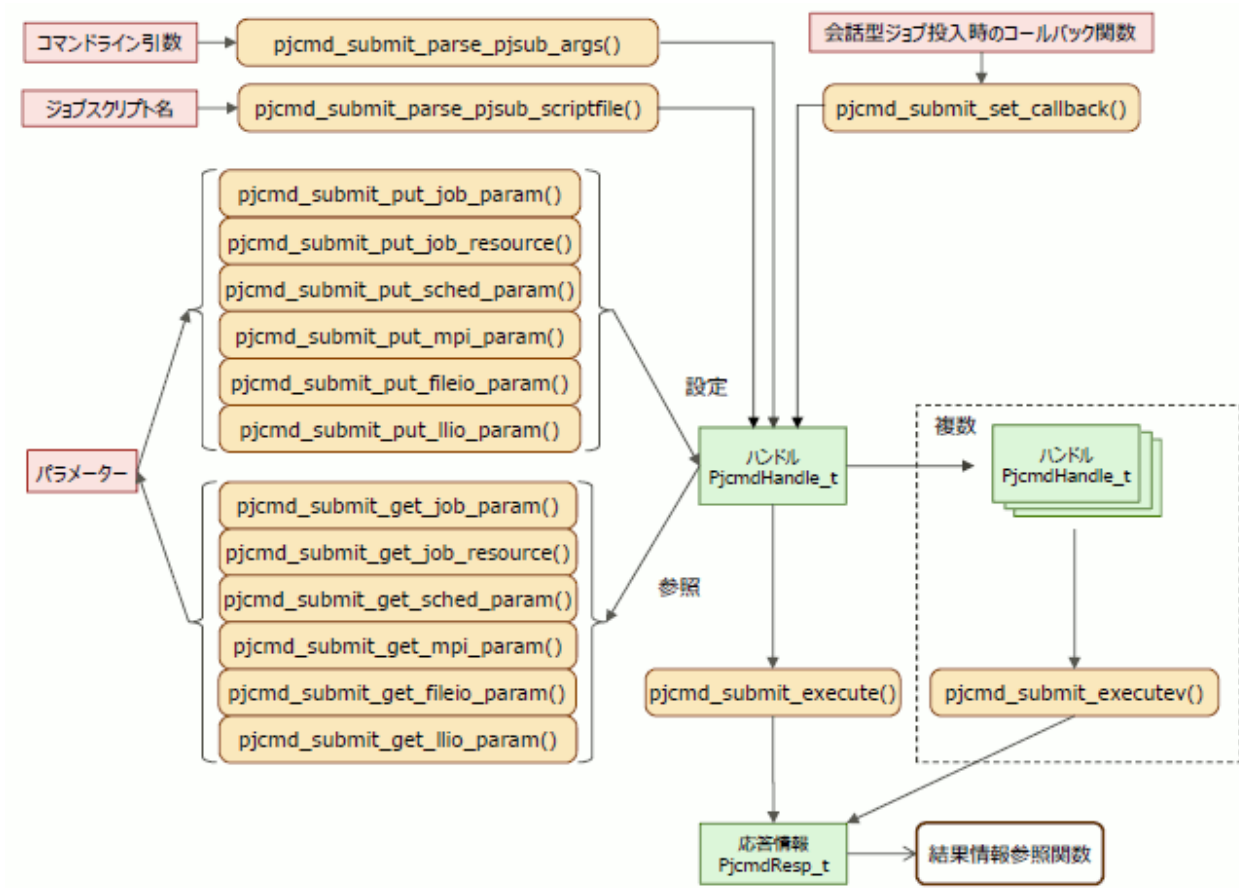 コマンドライン引数
pjcmd_submit_parse_pjsub_args()
会話型ジョブ投入時のコールバック関数
ジョブスクリプト名
pjcmd_submit_parse_pjsub_scriptfile()
pjcmd_submit_set_callback()
pjcmd_submit_put_job_param()
pjcmd_submit_put_job_resource()
pjcmd_submit_put_sched_param()
pjcmd_submit_put_mpi_param()
pjcmd_submit_put_fileio_param()
pjcmd_submit_put_llio_param()
設定
パラメーター
ハンドル
PjcmdHandle_t
複数
ハンドル
PjcmdHandle_t
pjcmd_submit_get_job_param()
pjcmd_submit_get_job_resource()
pjcmd_submit_get_sched_param()
pjcmd_submit_get_mpi_param()
pjcmd_submit_get_fileio_param()
pjcmd_submit_get_llio_param()
参照
pjcmd_submit_execute()
pjcmd_submit_executev()
応答情報
PjcmdResp_t
結果情報参照関数